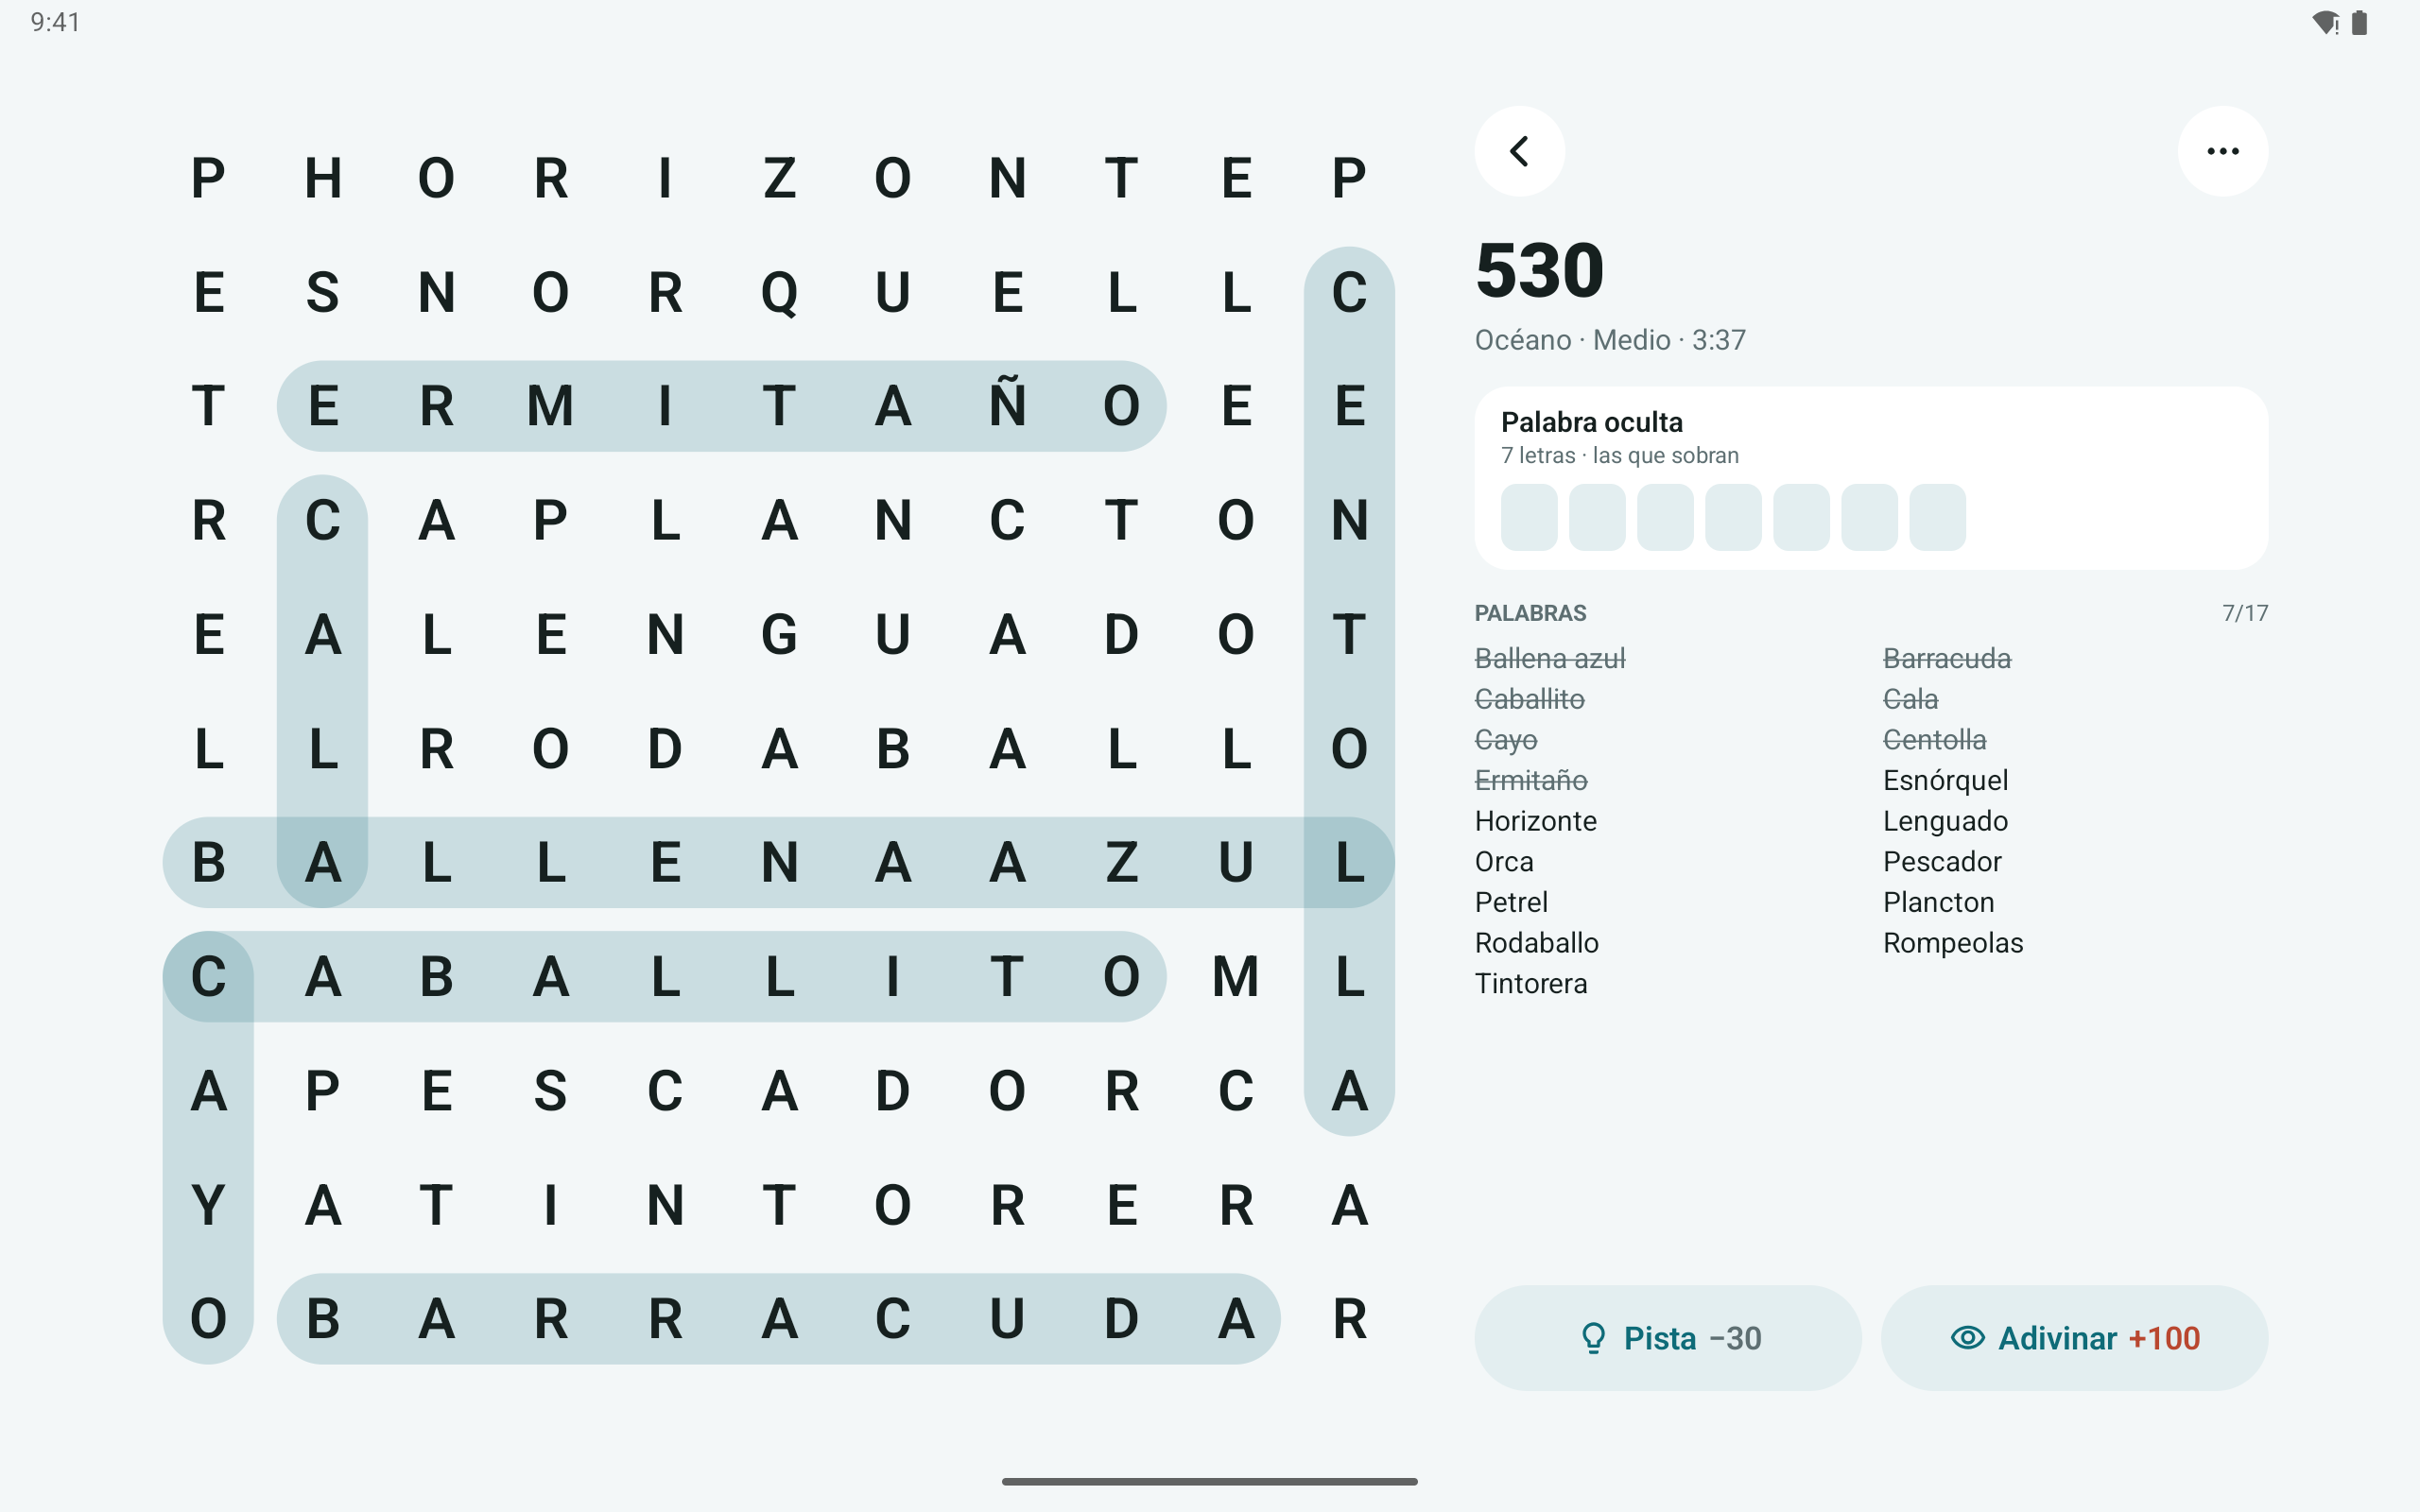 9:41
P H O R I Z O N T E P
E S N O R Q U E L L C
T E R M I T A Ñ O E E
R C A P L A N C T O N
E A L E N G U A D O T
L L R O D A B A L L O
B A L L E N A A Z U L
C A B A L L I T O M L
A P E S C A D O R C A
Y A T I N T O R E R A
O B A R R A C U D A R
530
Océano · Medio · 3:37
Palabra oculta
7 letras · las que sobran
PALABRAS 7/17
Ballena azul Barracuda
Caballito Cala
Cayo Centolla
Ermitaño Esnórquel
Horizonte Lenguado
Orca Pescador
Petrel Plancton
Rodaballo Rompeolas
Tintorera
Pista −30 Adivinar +100